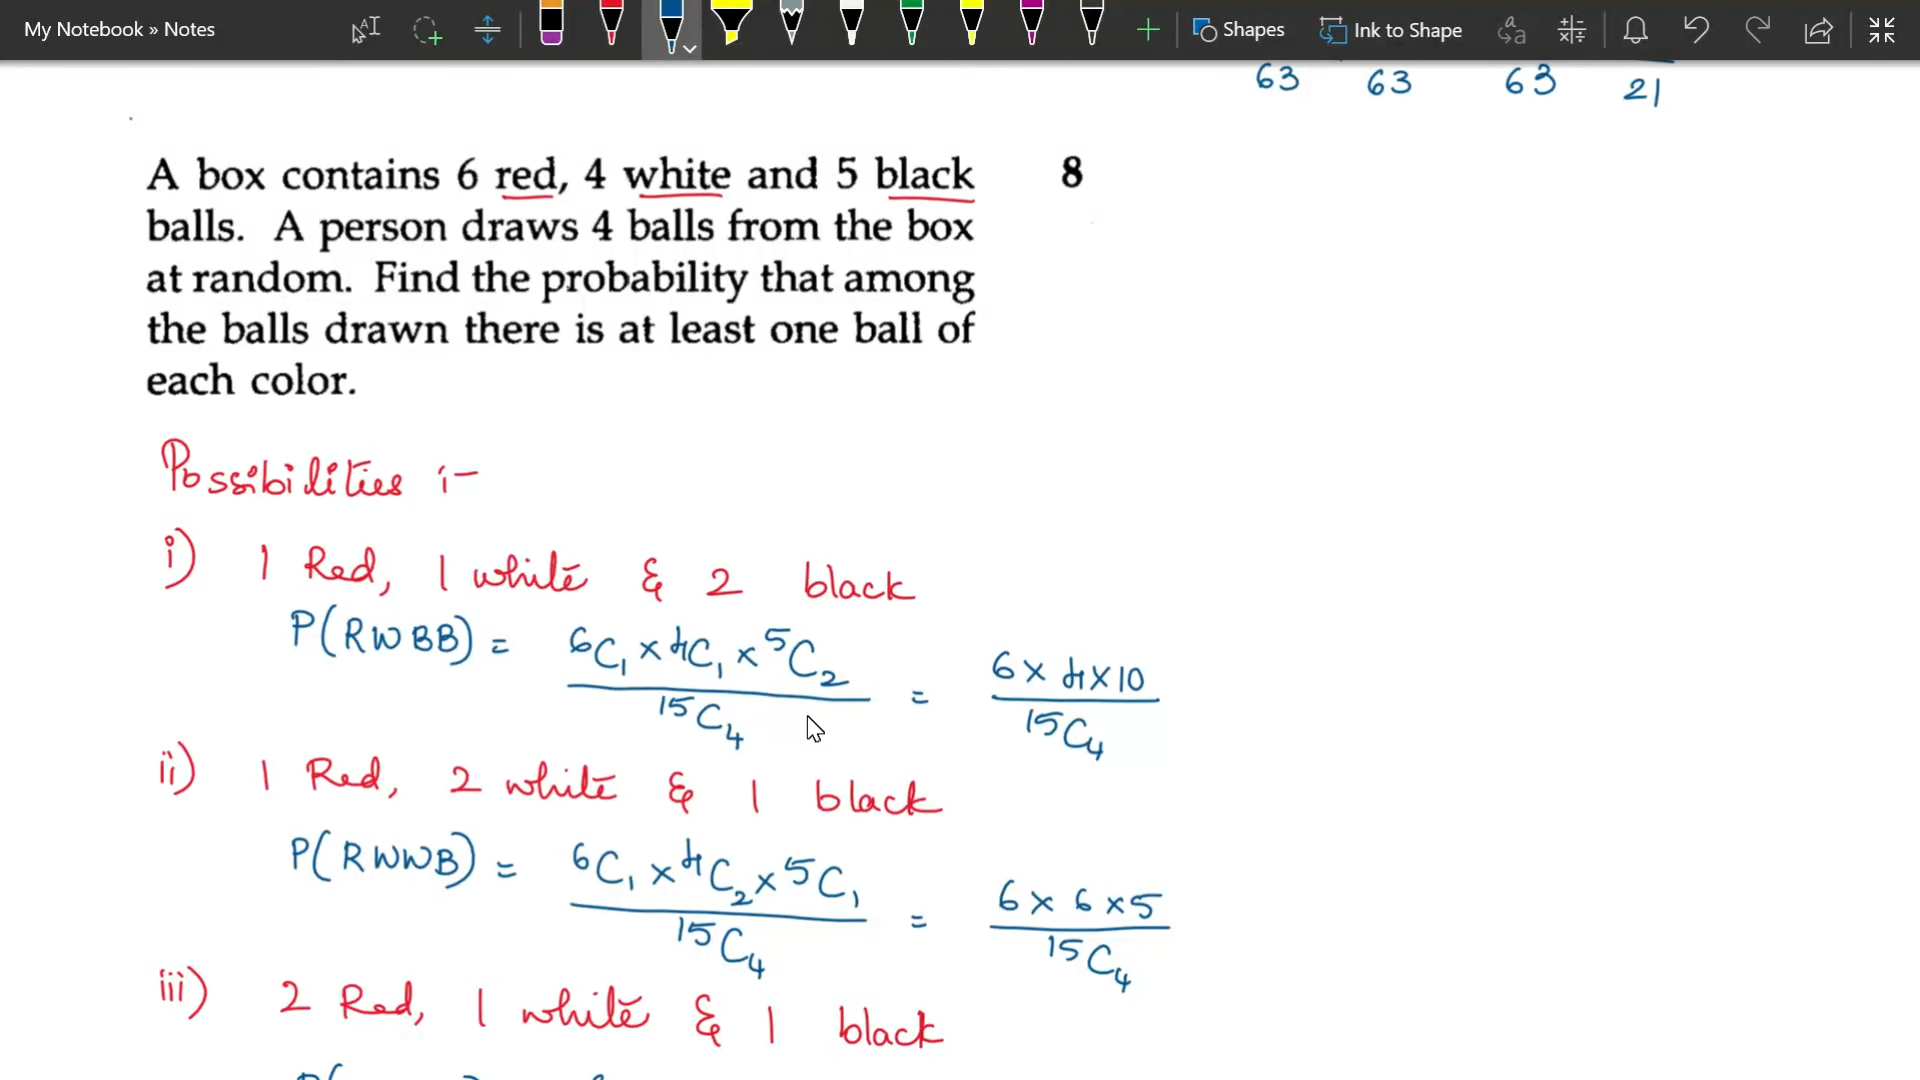 My Notebook » Notes
Shapes
Ink to Shape
63 63 63 21
A box contains 6 red, 4 white and 5 black 8
balls. A person draws 4 balls from the box
at random. Find the probability that among
the balls drawn there is at least one ball of
each color.
Possibilities :-
i) 1 Red, 1 white & 2 black
P(RWBB) = ⁶C₁ × ⁴C₁ × ⁵C₂ / ¹⁵C₄ = 6 × 4 × 10 / ¹⁵C₄
ii) 1 Red, 2 white & 1 black
P(RWWB) = ⁶C₁ × ⁴C₂ × ⁵C₁ / ¹⁵C₄ = 6 × 6 × 5 / ¹⁵C₄
iii) 2 Red, 1 white & 1 black